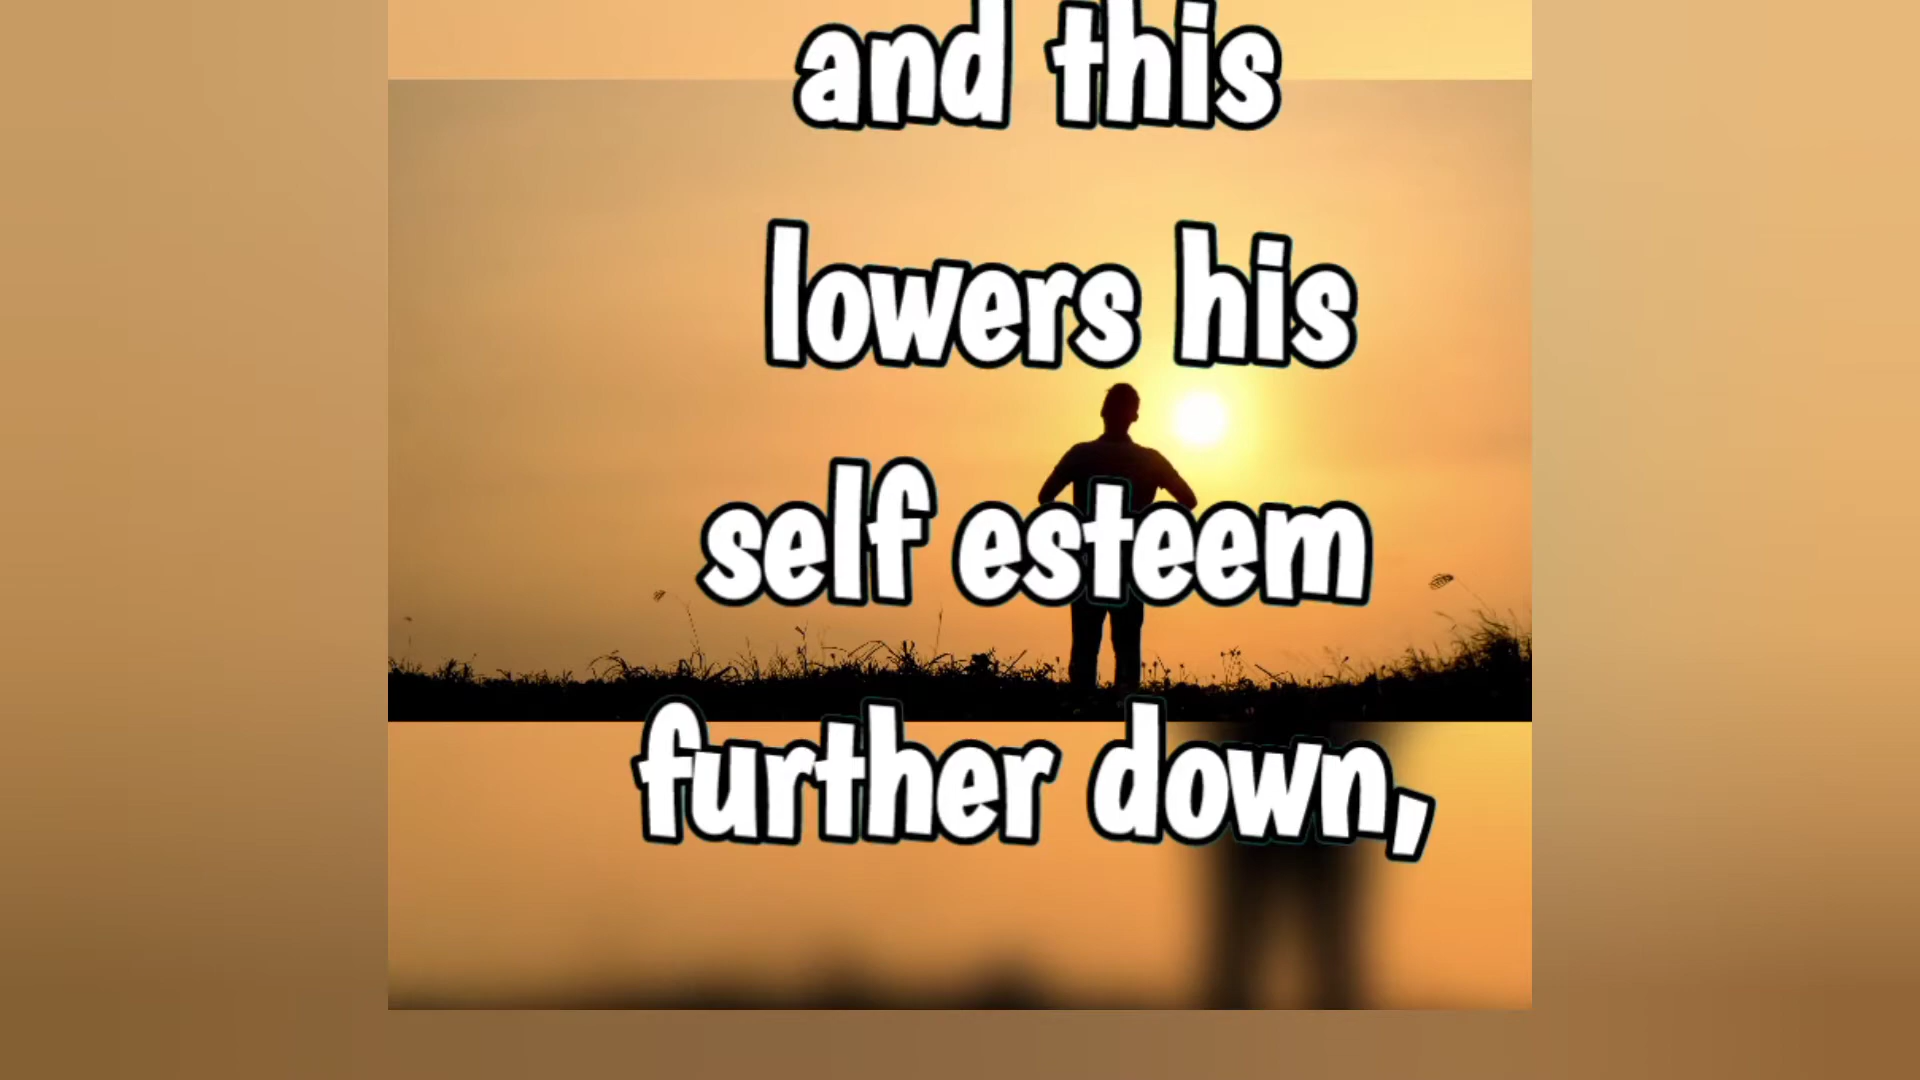 and this
lowers his
self esteem
further down,